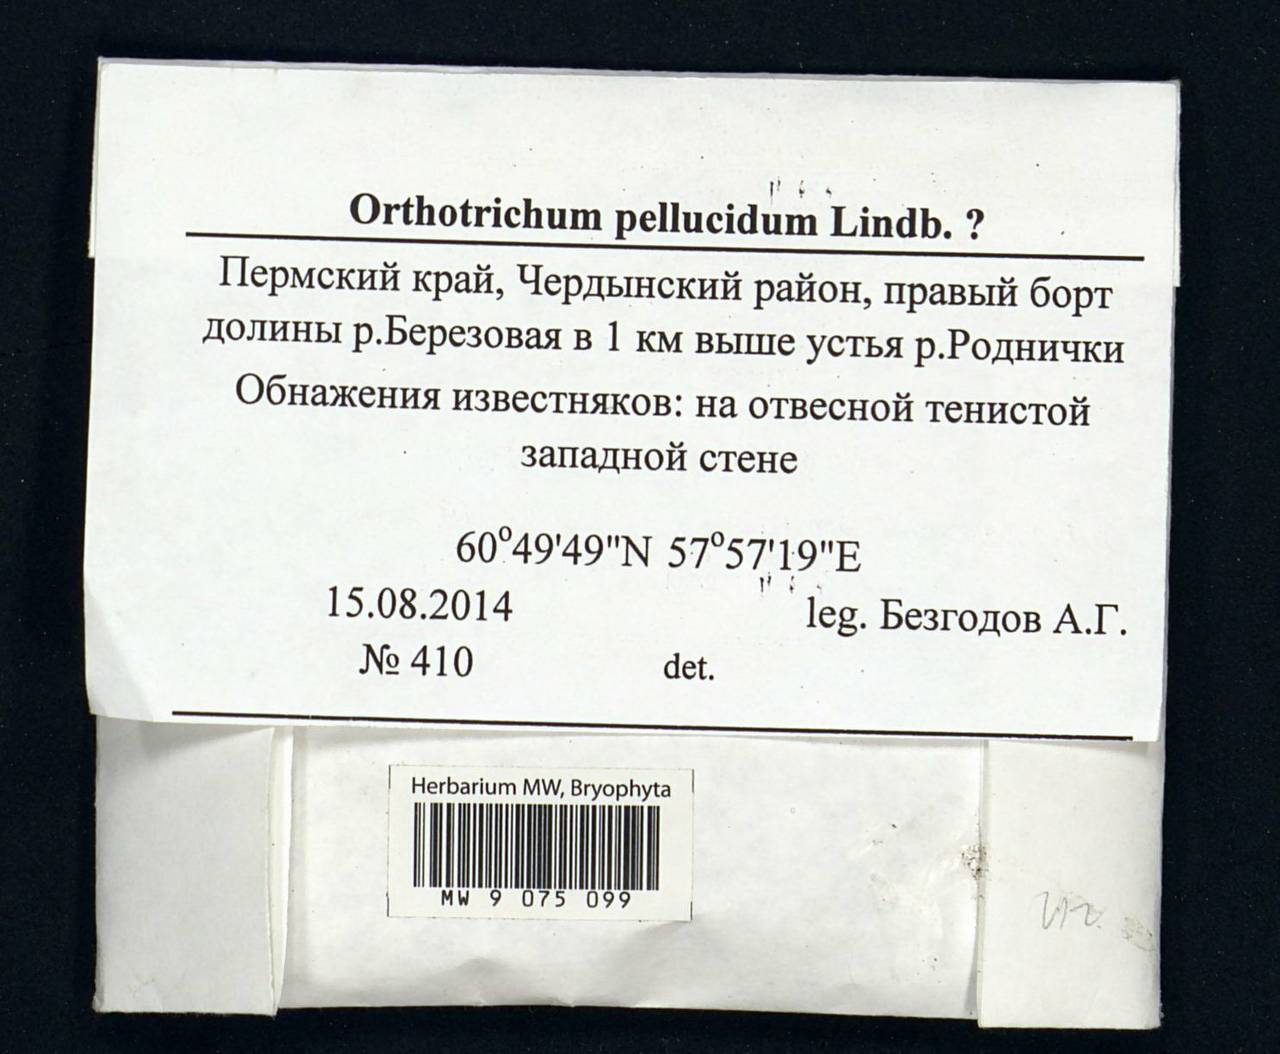 Orthotrichum pellucidum Lindb. ?
Пермский край, Чердынский район, правый борт
долины р.Березовая в 1 км выше устья р.Роднички
Обнажения известняков: на отвесной тенистой
западной стене
60°49'49"N 57°57'19"E
15.08.2014 leg. Безгодов А.Г.
№ 410 det.
Herbarium MW, Bryophyta
MW 9 075 099